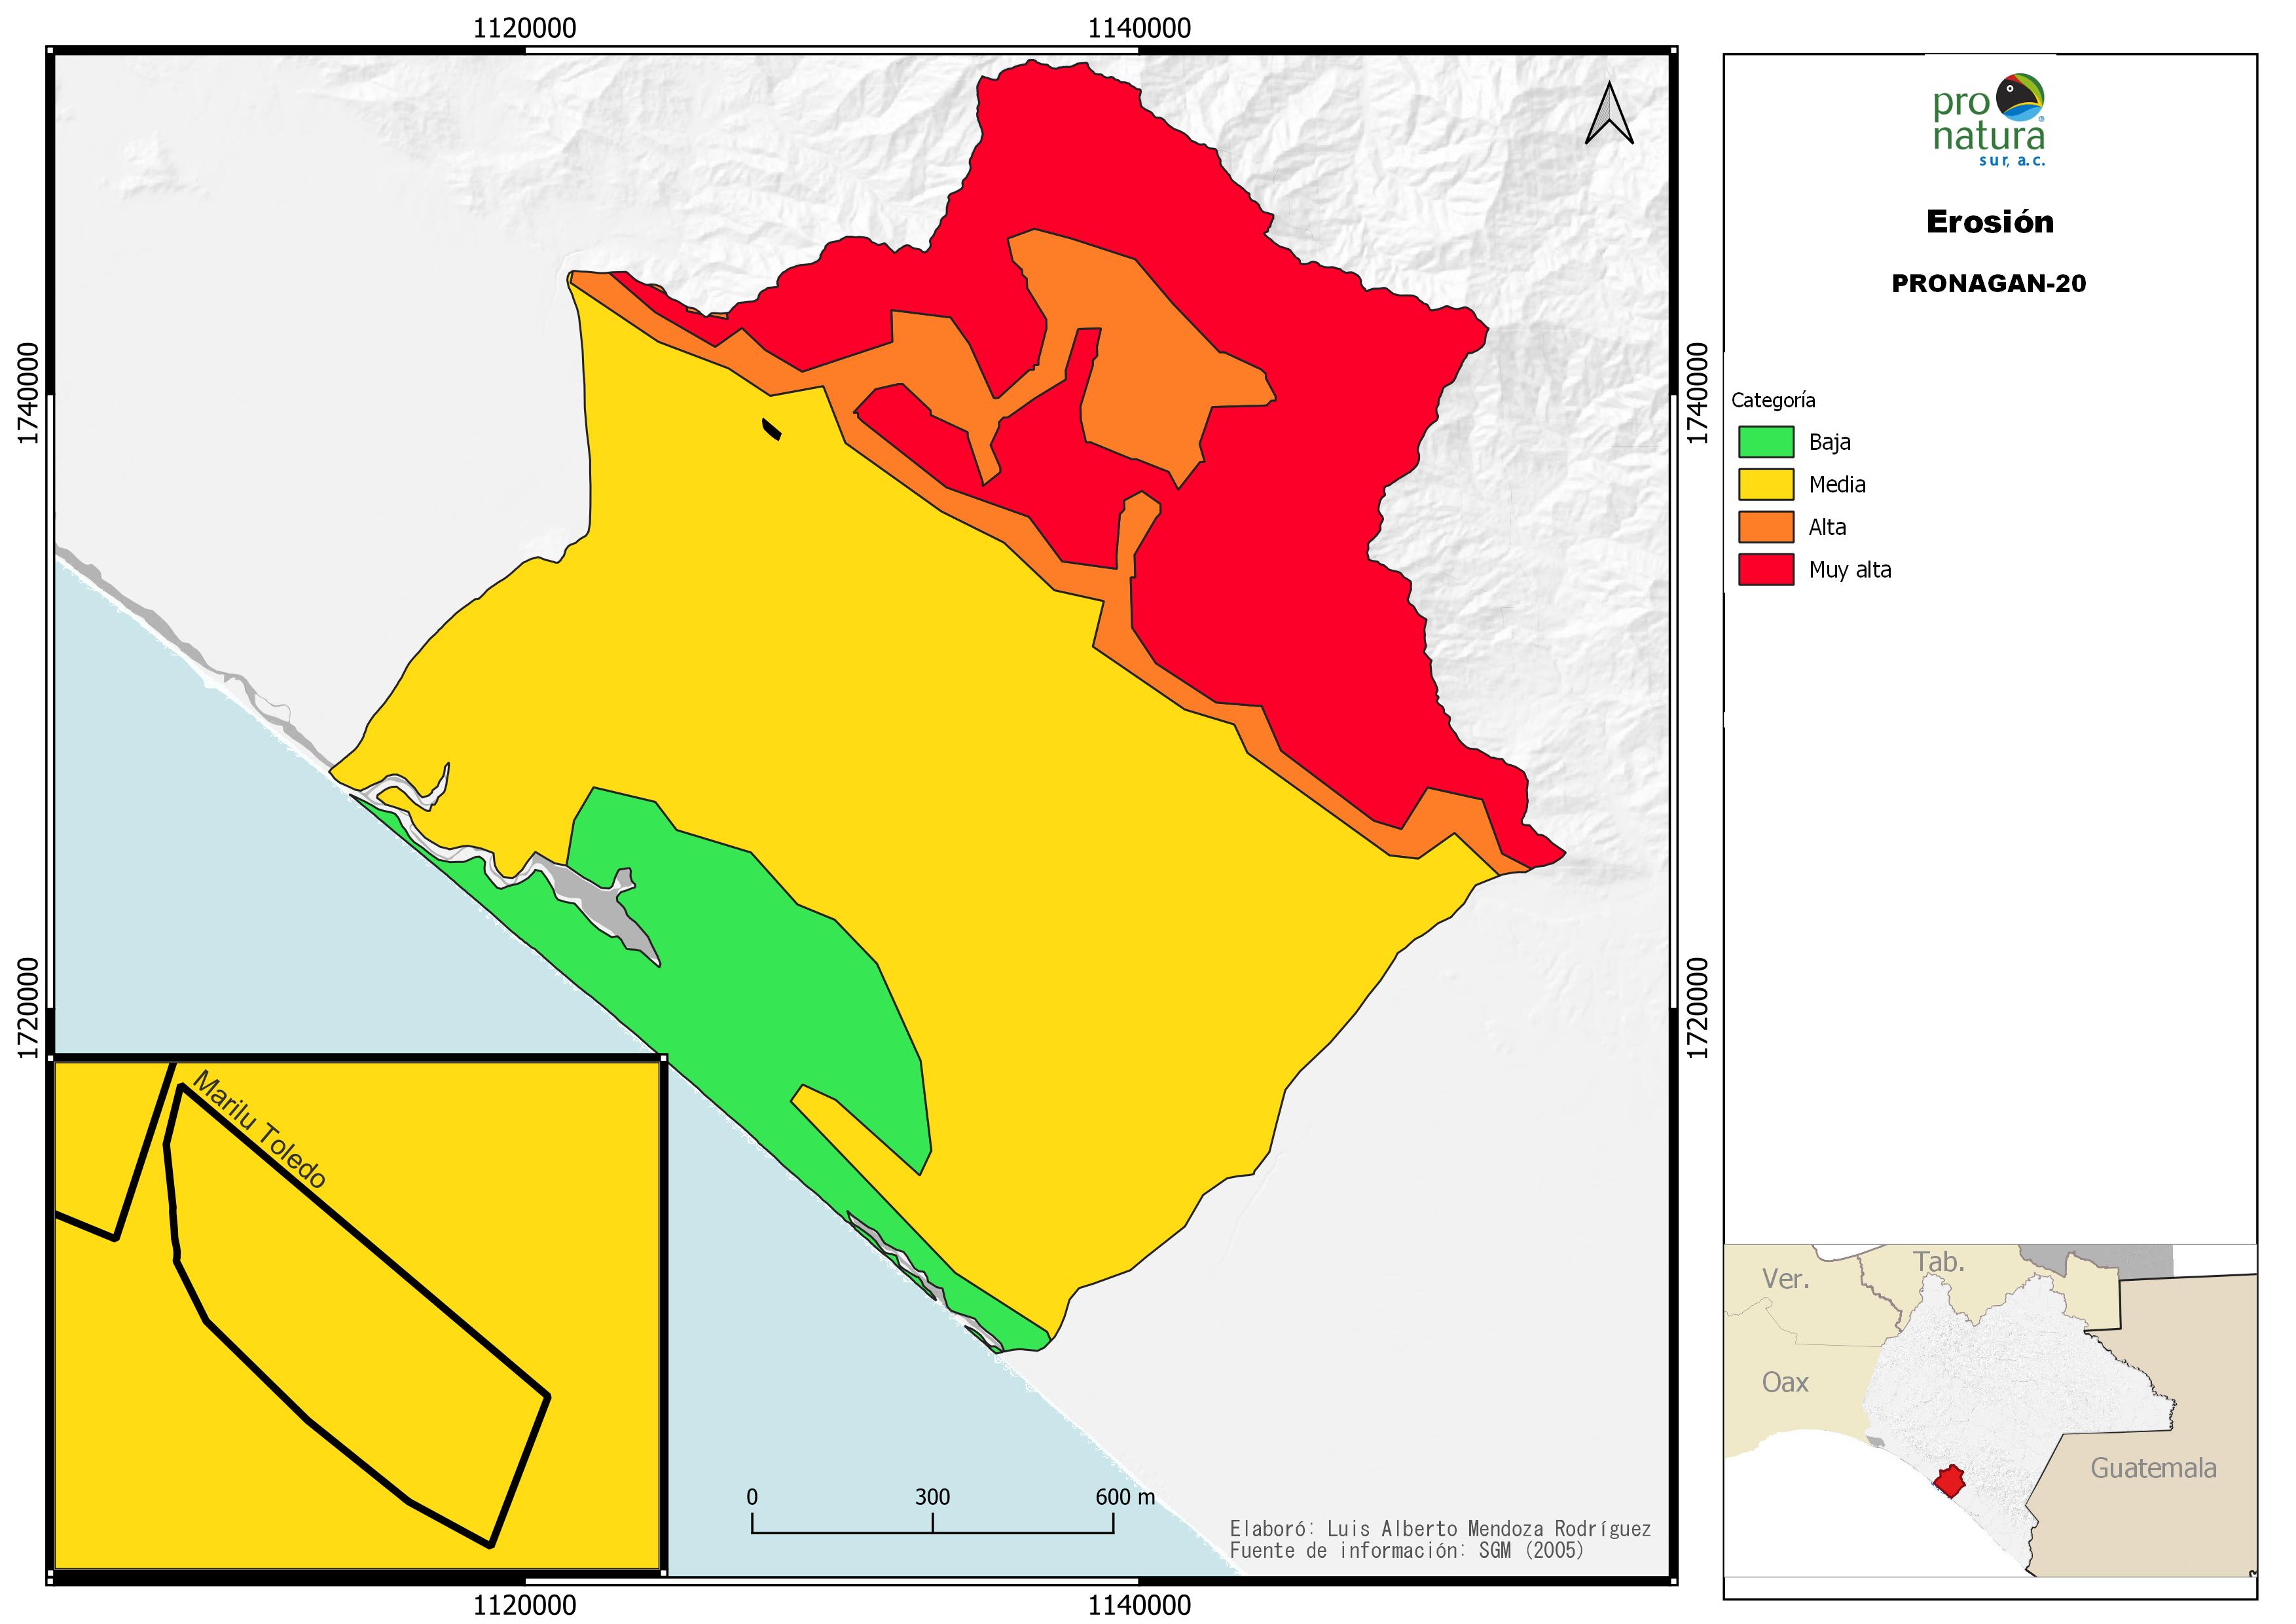 1120000
1140000
1740000
1740000
1720000
1720000
Marilu Toledo
0
300
600 m
Elaboró: Luis Alberto Mendoza Rodríguez
Fuente de información: SGM (2005)
1120000
1140000
pro
natura
sur, a.c.
Erosión
PRONAGAN-20
Categoría
Baja
Media
Alta
Muy alta
Ver.
Tab.
Oax
Guatemala